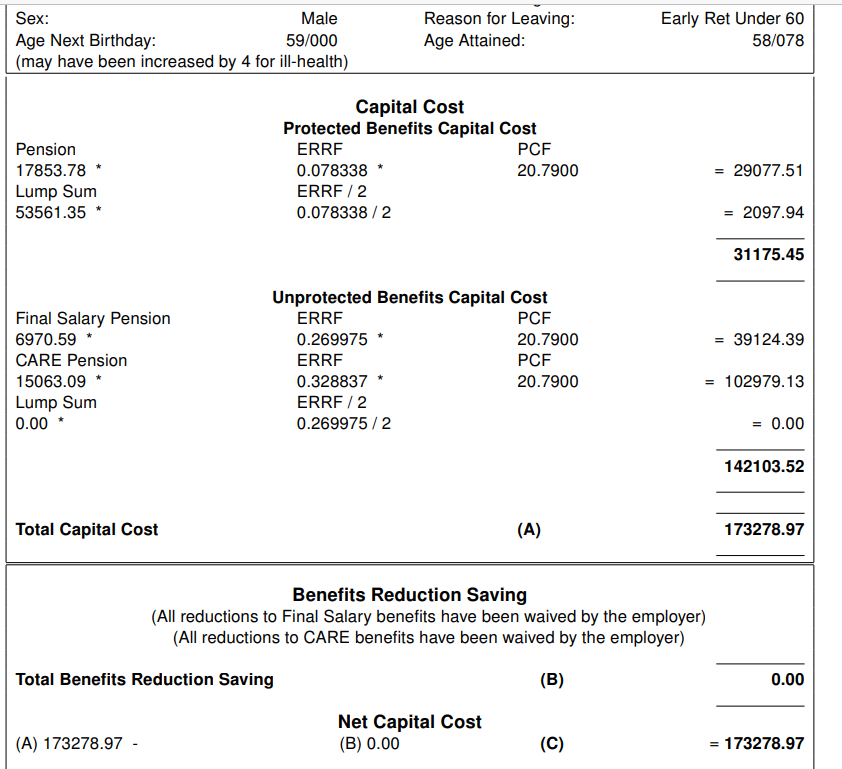 Sex: Male Reason for Leaving: Early Ret Under 60
Age Next Birthday: 59/000 Age Attained: 58/078
(may have been increased by 4 for ill-health)
Capital Cost
Protected Benefits Capital Cost
Pension ERRF PCF
17853.78 * 0.078338 * 20.7900 = 29077.51
Lump Sum ERRF / 2
53561.35 * 0.078338 / 2 = 2097.94
31175.45
Unprotected Benefits Capital Cost
Final Salary Pension ERRF PCF
6970.59 * 0.269975 * 20.7900 = 39124.39
CARE Pension ERRF PCF
15063.09 * 0.328837 * 20.7900 = 102979.13
Lump Sum ERRF / 2
0.00 * 0.269975 / 2 = 0.00
142103.52
Total Capital Cost (A) 173278.97
Benefits Reduction Saving
(All reductions to Final Salary benefits have been waived by the employer)
(All reductions to CARE benefits have been waived by the employer)
Total Benefits Reduction Saving (B) 0.00
Net Capital Cost
(A) 173278.97 - (B) 0.00 (C) = 173278.97